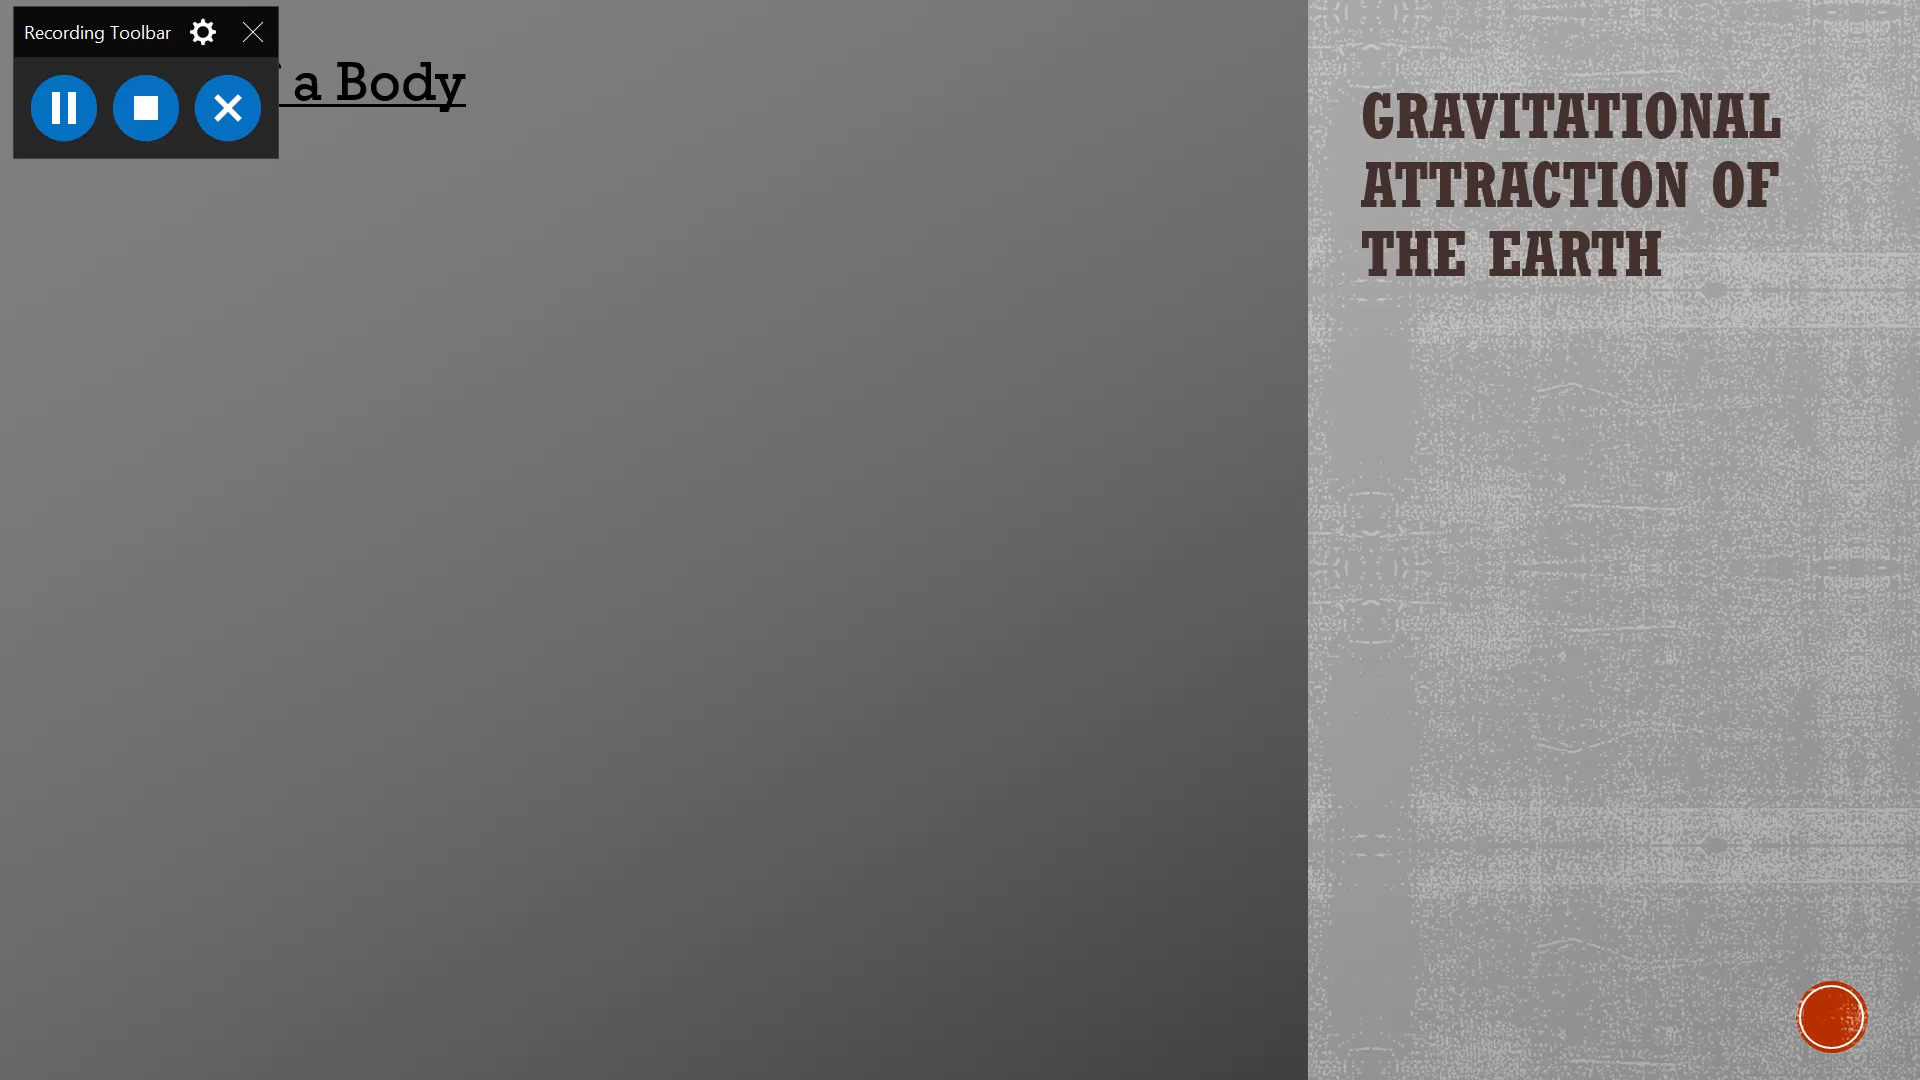 Recording Toolbar
a Body
GRAVITATIONAL
ATTRACTION OF
THE EARTH